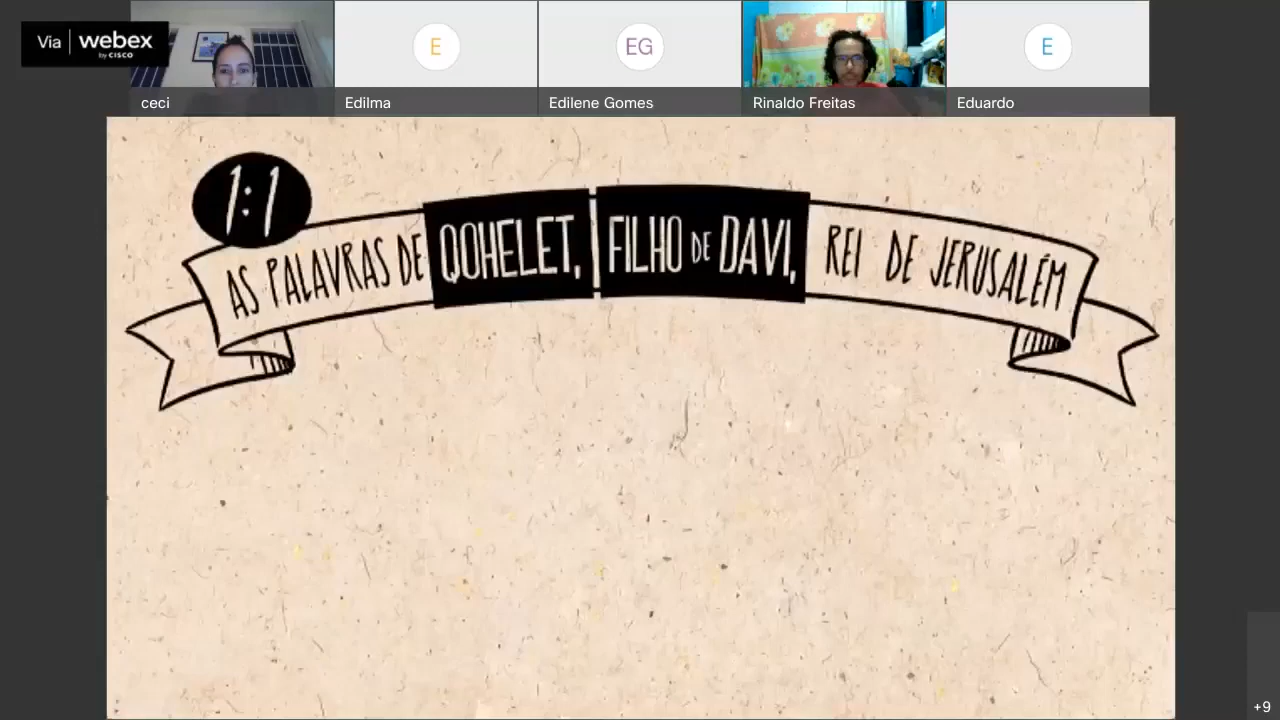 Via webex
by CISCO
E
EG
E
ceci
Edilma
Edilene Gomes
Rinaldo Freitas
Eduardo
1:1
AS PALAVRAS DE QOHELET, FILHO DE DAVI, REI DE JERUSALÉM
+9